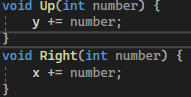 void Up(int number) {
    y += number;
}
void Right(int number) {
    x += number;
}